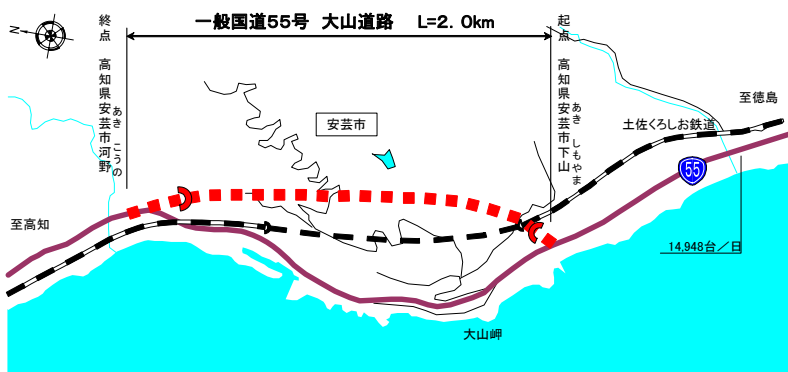 一般国道55号 大山道路 L=2.0km
N
終点 高知県安芸市河野
あき こうの
起点 高知県安芸市下山
あき しもやま
安芸市
至徳島
土佐くろしお鉄道
55
至高知
14,948台/日
大山岬